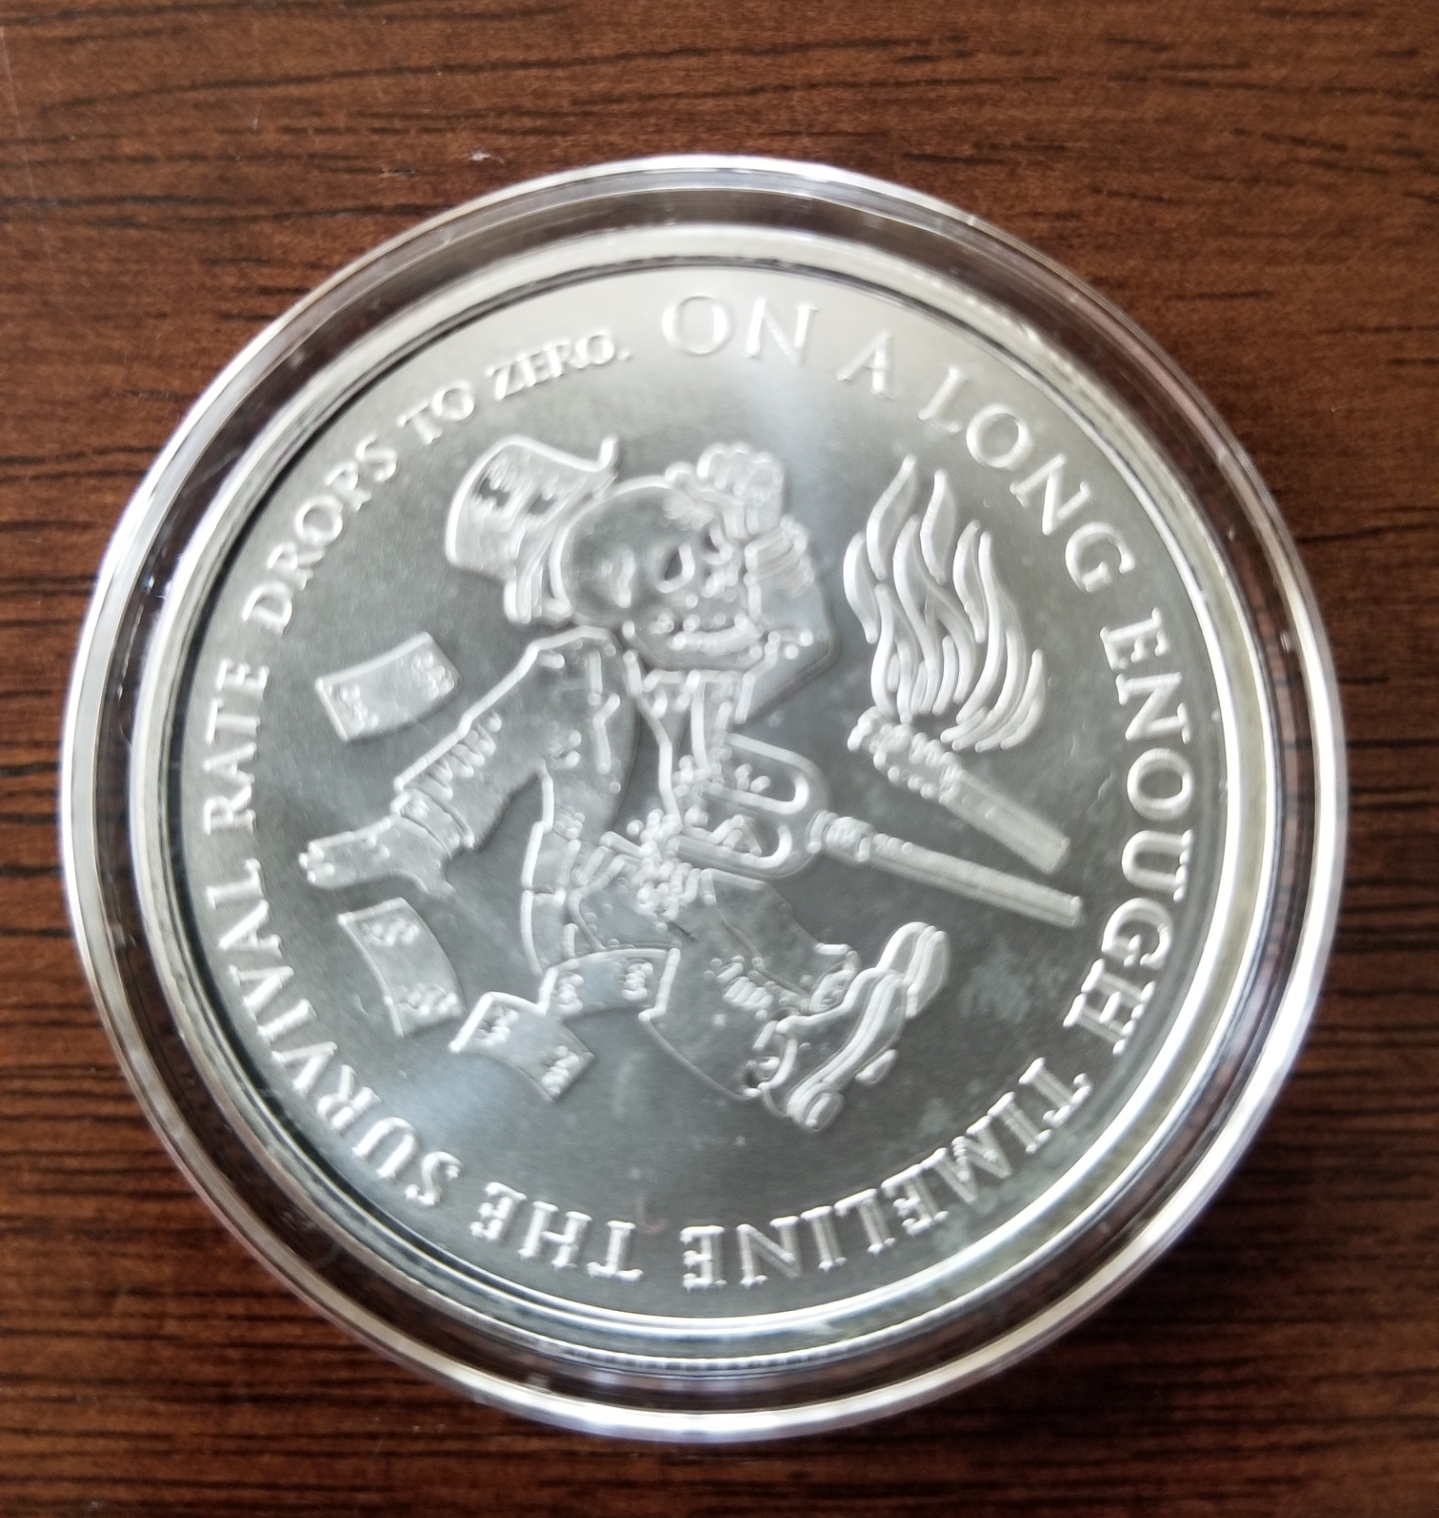 ON A LONG ENOUGH TIMELINE THE SURVIVAL RATE DROPS TO ZERO.